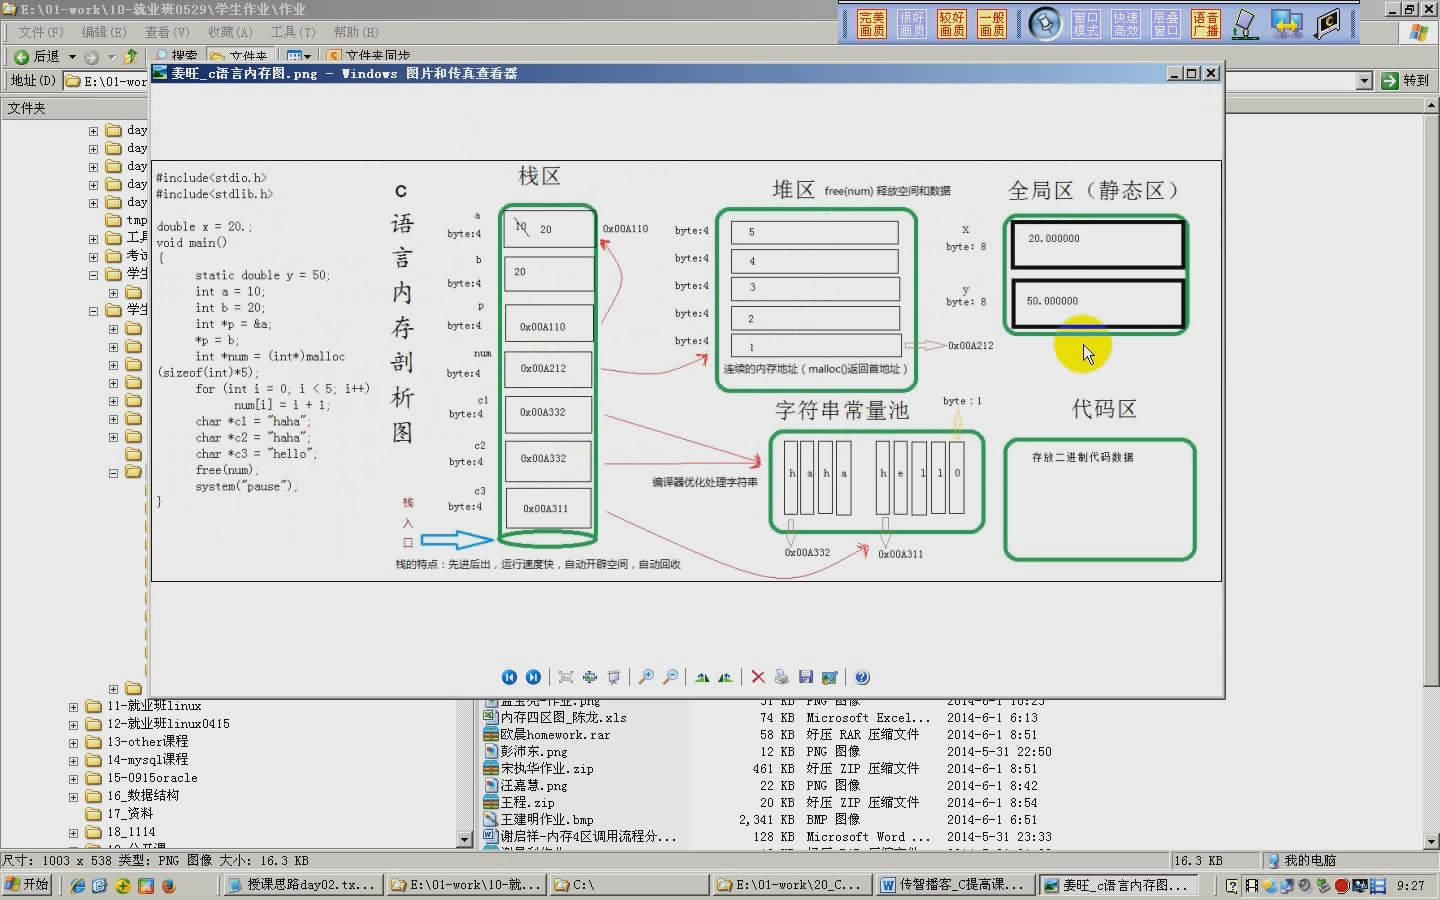 E:\01-work\10-就业班0529\学生作业\作业
文件(F) 编辑(E) 查看(V) 收藏(A) 工具(T) 帮助(H)
完美画质 很好画质 较好画质 一般画质 窗口模式 快速高效 层叠窗口 语音广播
后退 搜索 文件夹 文件夹同步
地址(D) E:\01-wor 转到
文件夹
姜旺_c语言内存图.png - Windows 图片和传真查看器
day
day
day
day
day
tmp
工具
考试
学生
学生
#include<stdio.h>
#include<stdlib.h>
double x = 20.;
void main()
{
static double y = 50;
int a = 10;
int b = 20;
int *p = &a;
*p = b;
int *num = (int*)malloc
(sizeof(int)*5);
for (int i = 0; i < 5; i++)
num[i] = i + 1;
char *c1 = "haha";
char *c2 = "haha";
char *c3 = "hello";
free(num);
system("pause");
}
C语言内存剖析图
栈区
a
byte:4
10 20
0x00A110
b
byte:4
20
p
byte:4
0x00A110
num
byte:4
0x00A212
c1
byte:4
0x00A332
c2
byte:4
0x00A332
c3
byte:4
0x00A311
栈入口
栈的特点：先进后出，运行速度快，自动开辟空间，自动回收
堆区 free(num) 释放空间和数据
byte:4 5
byte:4 4
byte:4 3
byte:4 2
byte:4 1
0x00A212
连续的内存地址（malloc()返回首地址）
字符串常量池
byte：1
h a h a h e l l 0
编译器优化处理字符串
0x00A332 0x00A311
全局区（静态区）
x
byte：8
20.000000
y
byte：8
50.000000
代码区
存放二进制代码数据
11-就业班linux
12-就业班linux0415
13-other课程
14-mysql课程
15-0915oracle
16_数据结构
17_资料
18_1114
内存四区图_陈龙.xls 74 KB Microsoft Excel... 2014-6-1 6:13
欧晨homework.rar 58 KB 好压 RAR 压缩文件 2014-6-1 8:51
彭沛东.png 12 KB PNG 图像 2014-5-31 22:50
宋执华作业.zip 461 KB 好压 ZIP 压缩文件 2014-6-1 8:51
汪嘉慧.png 22 KB PNG 图像 2014-6-1 8:42
王程.zip 20 KB 好压 ZIP 压缩文件 2014-6-1 8:54
王建明作业.bmp 2,341 KB BMP 图像 2014-6-1 6:51
谢启祥-内存4区调用流程分... 128 KB Microsoft Word ... 2014-5-31 23:33
尺寸: 1003 x 538 类型: PNG 图像 大小: 16.3 KB 16.3 KB 我的电脑
开始 授课思路day02.tx... E:\01-work\10-就... C:\ E:\01-work\20_C... 传智播客_C提高课... 姜旺_c语言内存图... 9:27